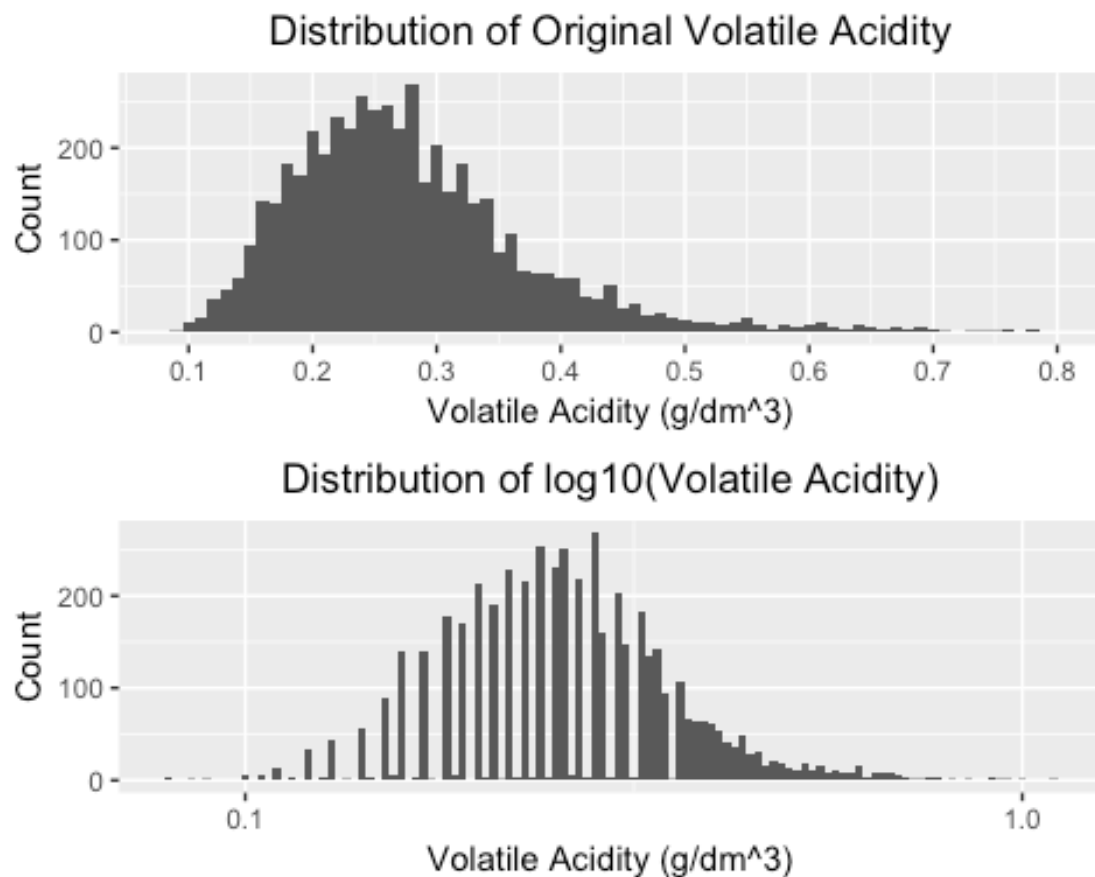 Distribution of Original Volatile Acidity
Count
200
100
0
0.1 0.2 0.3 0.4 0.5 0.6 0.7 0.8
Volatile Acidity (g/dm^3)
Distribution of log10(Volatile Acidity)
Count
200
100
0
0.1 1.0
Volatile Acidity (g/dm^3)